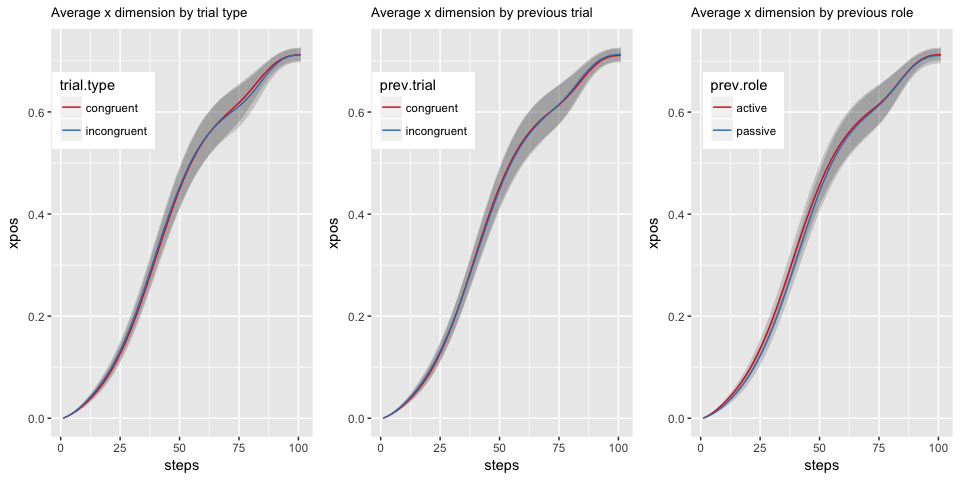 Average x dimension by trial type
xpos
0.6
0.4
0.2
0.0
trial.type
congruent
incongruent
0
25
50
75
100
steps
Average x dimension by previous trial
xpos
0.6
0.4
0.2
0.0
prev.trial
congruent
incongruent
0
25
50
75
100
steps
Average x dimension by previous role
xpos
0.6
0.4
0.2
0.0
prev.role
active
passive
0
25
50
75
100
steps